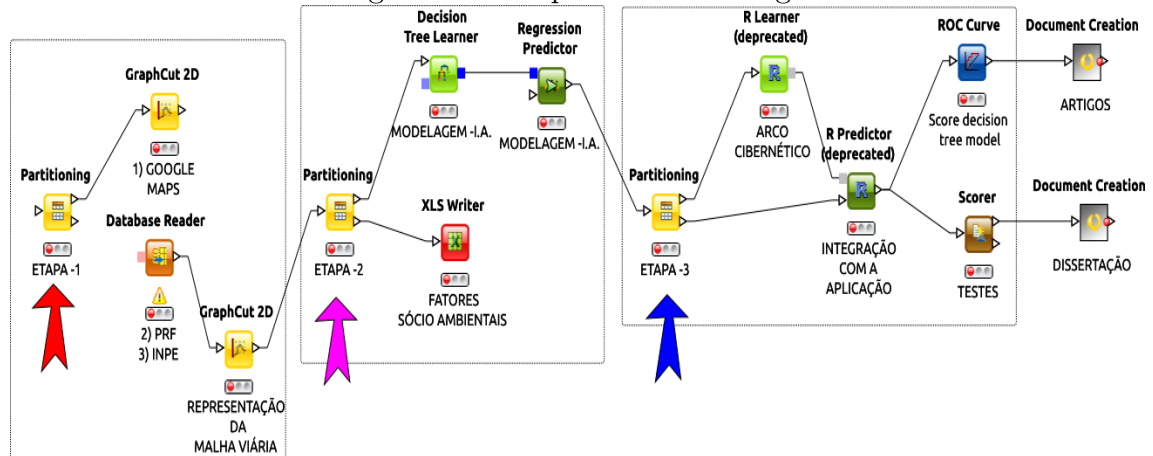 GraphCut 2D
1) GOOGLE
MAPS
Partitioning
ETAPA -1
Database Reader
2) PRF
3) INPE
GraphCut 2D
REPRESENTAÇÃO
DA
MALHA VIÁRIA
Decision
Tree Learner
MODELAGEM -I.A.
Regression
Predictor
MODELAGEM -I.A.
Partitioning
ETAPA -2
XLS Writer
FATORES
SÓCIO AMBIENTAIS
R Learner
(deprecated)
R
ARCO
CIBERNÉTICO
Partitioning
ETAPA -3
R Predictor
(deprecated)
R
INTEGRAÇÃO
COM A
APLICAÇÃO
ROC Curve
Score decision
tree model
Document Creation
ARTIGOS
Scorer
TESTES
Document Creation
DISSERTAÇÃO